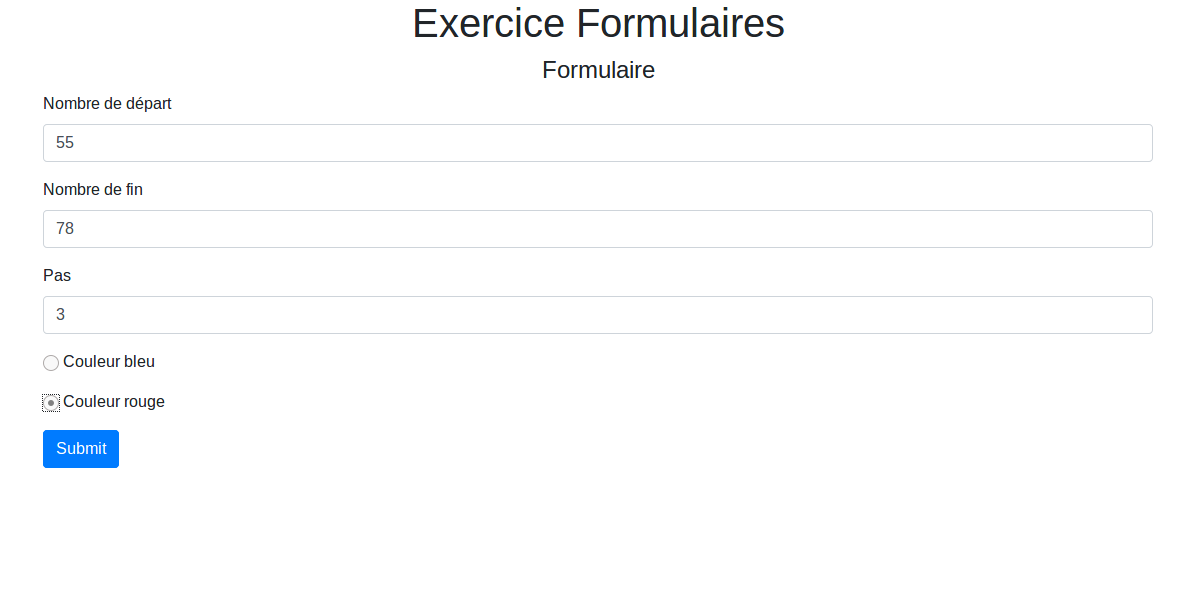 Exercice Formulaires
Formulaire
Nombre de départ
55
Nombre de fin
78
Pas
3
Couleur bleu
Couleur rouge
Submit